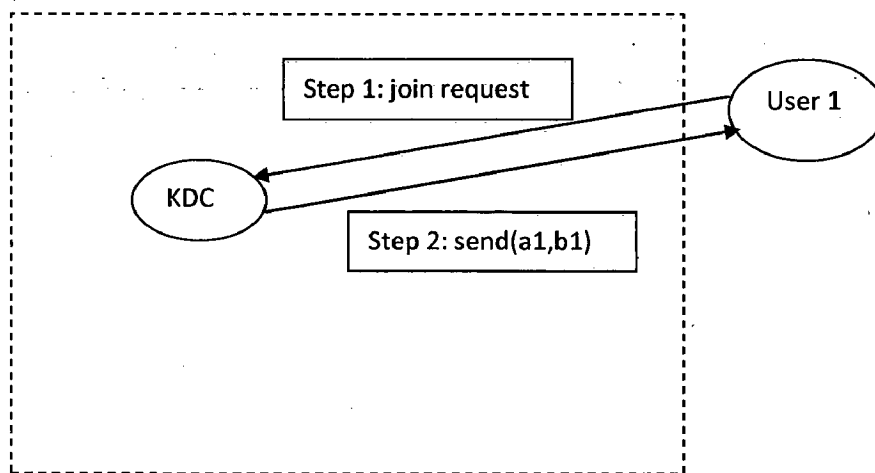 Step 1: join request
User 1
KDC
Step 2: send(a1,b1)